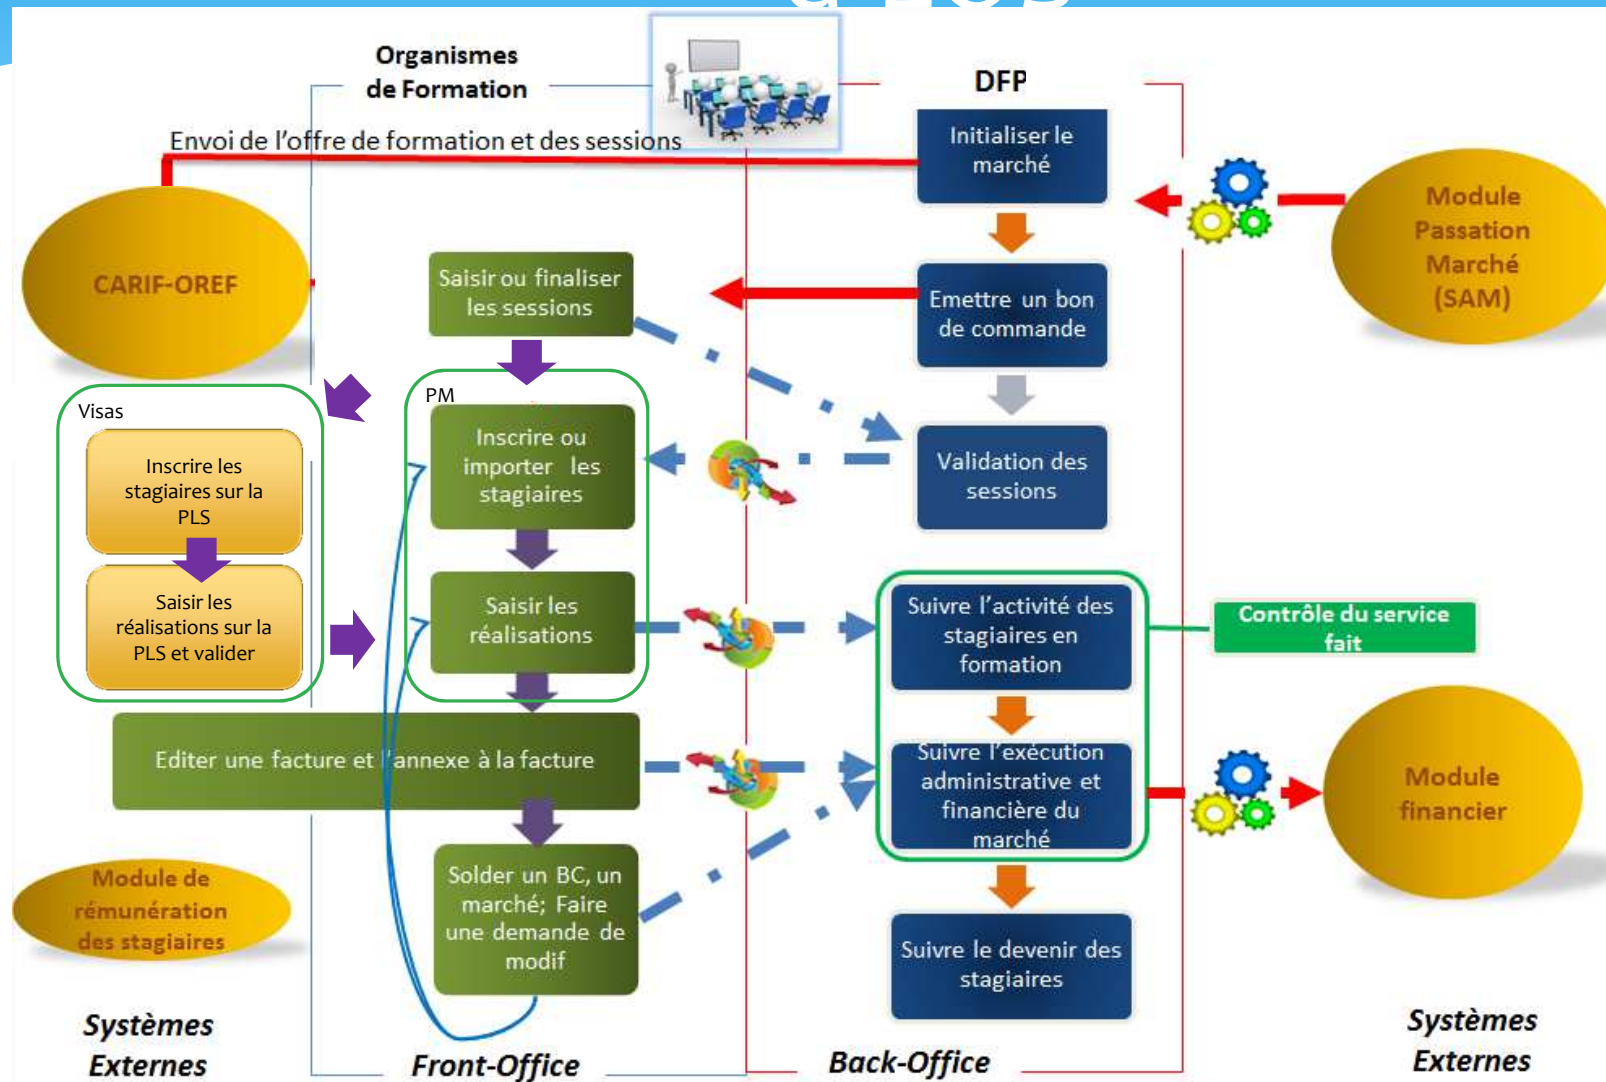 Organismes
de Formation
DFP
Envoi de l’offre de formation et des sessions
Initialiser le
marché
Module
Passation
Marché
(SAM)
CARIF-OREF
Saisir ou finaliser
les sessions
Emettre un bon
de commande
Visas
PM
Inscrire les
stagiaires sur la
PLS
Inscrire ou
importer les
stagiaires
Validation des
sessions
Saisir les
réalisations sur la
PLS et valider
Saisir les
réalisations
Suivre l’activité des
stagiaires en
formation
Contrôle du service
fait
Editer une facture et l’annexe à la facture
Suivre l’exécution
administrative et
financière du
marché
Module
financier
Module de
rémunération
des stagiaires
Solder un BC, un
marché; Faire
une demande de
modif
Suivre le devenir des
stagiaires
Systèmes
Externes
Front-Office
Back-Office
Systèmes
Externes